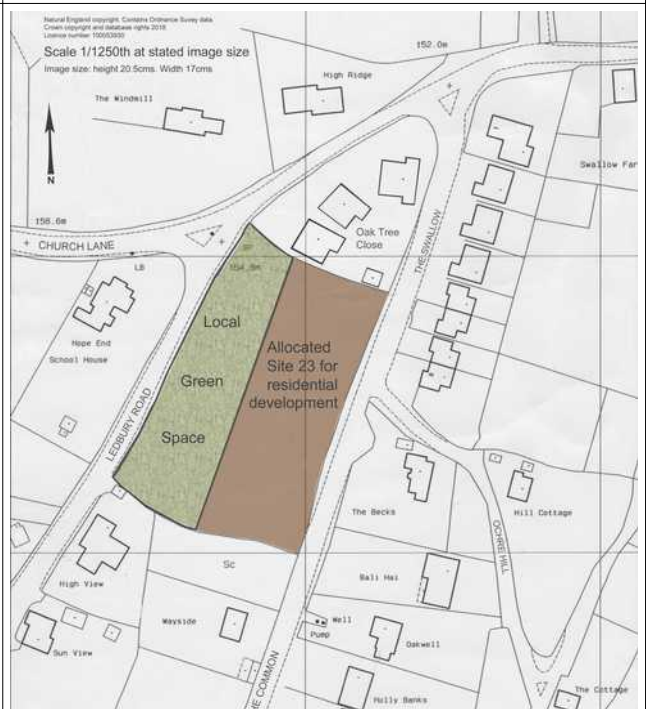 Natural England copyright. Contains Ordnance Survey data.
Crown copyright and database rights 2018
Licence number 100053930
Scale 1/1250th at stated image size
Image size: height 20.5cms. Width 17cms
152.0m
High Ridge
The Windmill
N
Swallow Far
158.6m
CHURCH LANE
Oak Tree
Close
THE SWALLOW
LB
Local
Allocated
Site 23 for
residential
development
Hope End
School House
Green
Space
LEDBURY ROAD
The Becks
Hill Cottage
OCHRE HILL
High View
Sc
Bali Hai
Wayside
Well
Pump
Oakwell
Sun View
HE COMMON
Holly Banks
The Cottage